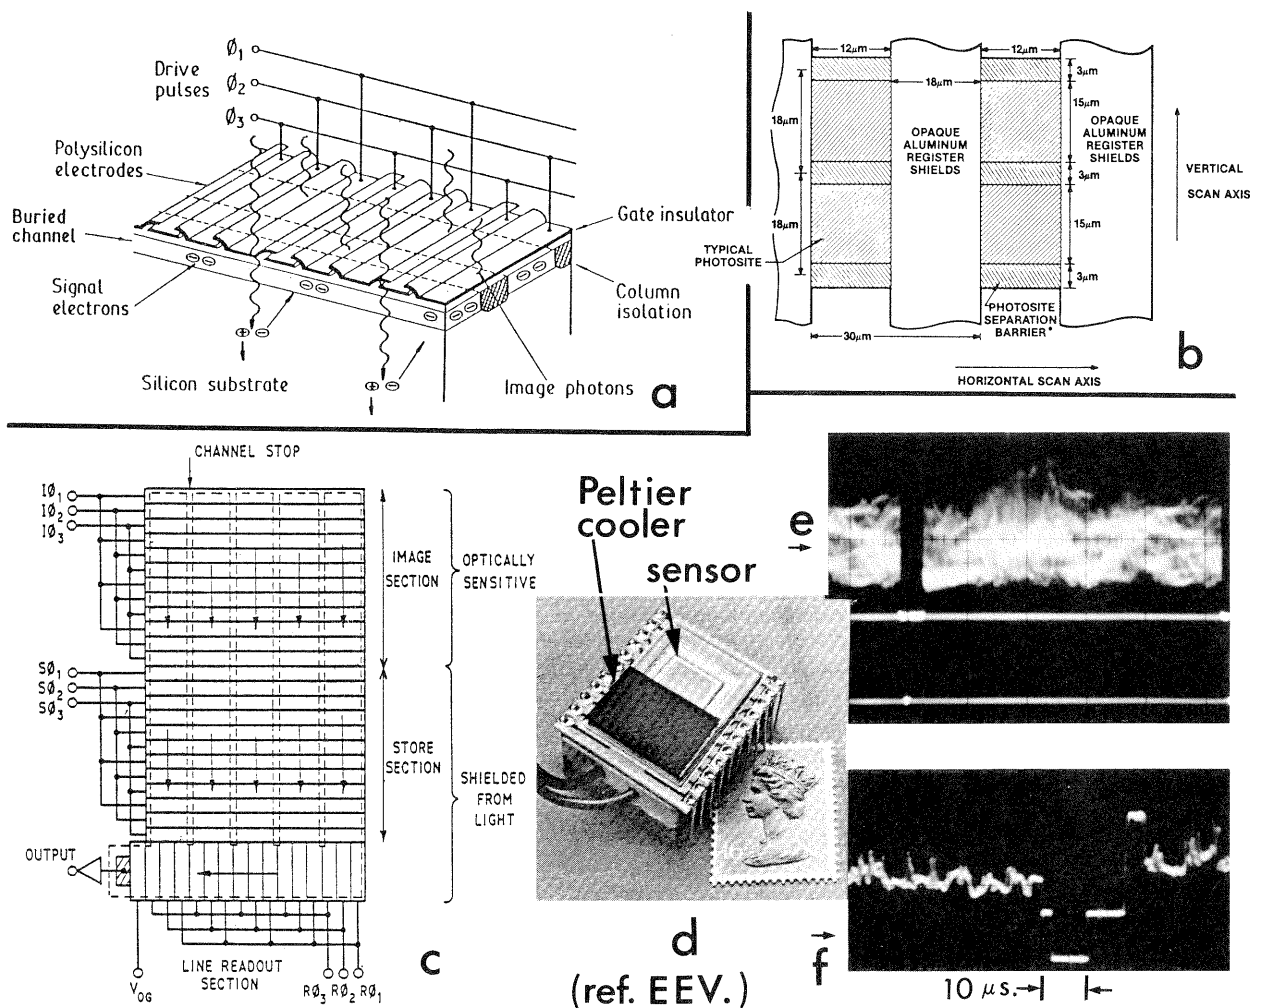 Ø1
Drive
pulses
Ø2
Ø3
Polysilicon
electrodes
Buried
channel
Signal
electrons
Gate insulator
Column
isolation
Silicon substrate
Image photons
a
12µm
12µm
18µm
3µm
15µm
18µm
3µm
18µm
15µm
3µm
OPAQUE
ALUMINUM
REGISTER
SHIELDS
OPAQUE
ALUMINUM
REGISTER
SHIELDS
VERTICAL
SCAN AXIS
TYPICAL
PHOTOSITE
PHOTOSITE
SEPARATION
BARRIER*
30µm
HORIZONTAL SCAN AXIS
b
CHANNEL STOP
IØ1
IØ2
IØ3
IMAGE
SECTION
OPTICALLY
SENSITIVE
SØ1
SØ2
SØ3
STORE
SECTION
SHIELDED
FROM
LIGHT
OUTPUT
VOG
LINE READOUT
SECTION
RØ3 RØ2 RØ1
c
Peltier
cooler
sensor
d
(ref. EEV.)
e
f
10 µs.